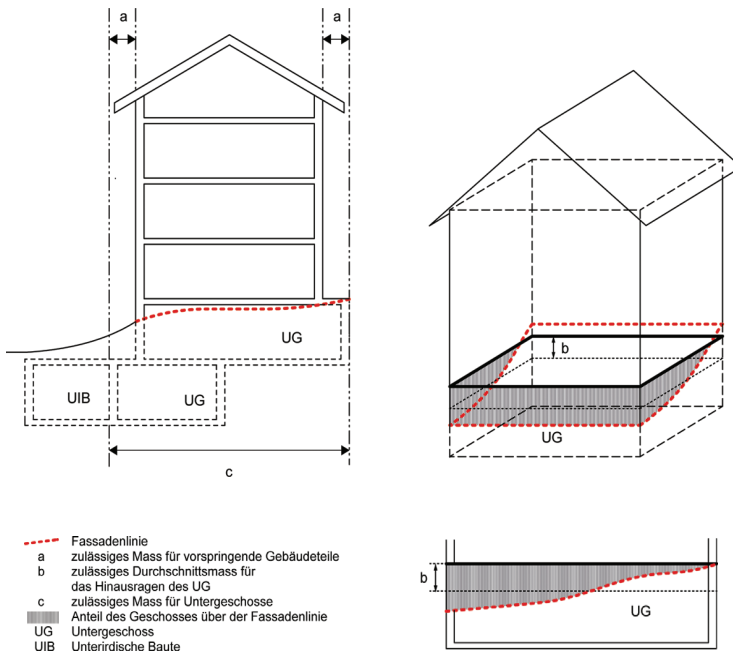 a
a
UG
UIB
UG
c
b
UG
Fassadenlinie
a zulässiges Mass für vorspringende Gebäudeteile
b zulässiges Durchschnittsmass für
das Hinausragen des UG
c zulässiges Mass für Untergeschosse
Anteil des Geschosses über der Fassadenlinie
UG Untergeschoss
UIB Unterirdische Baute
b
UG